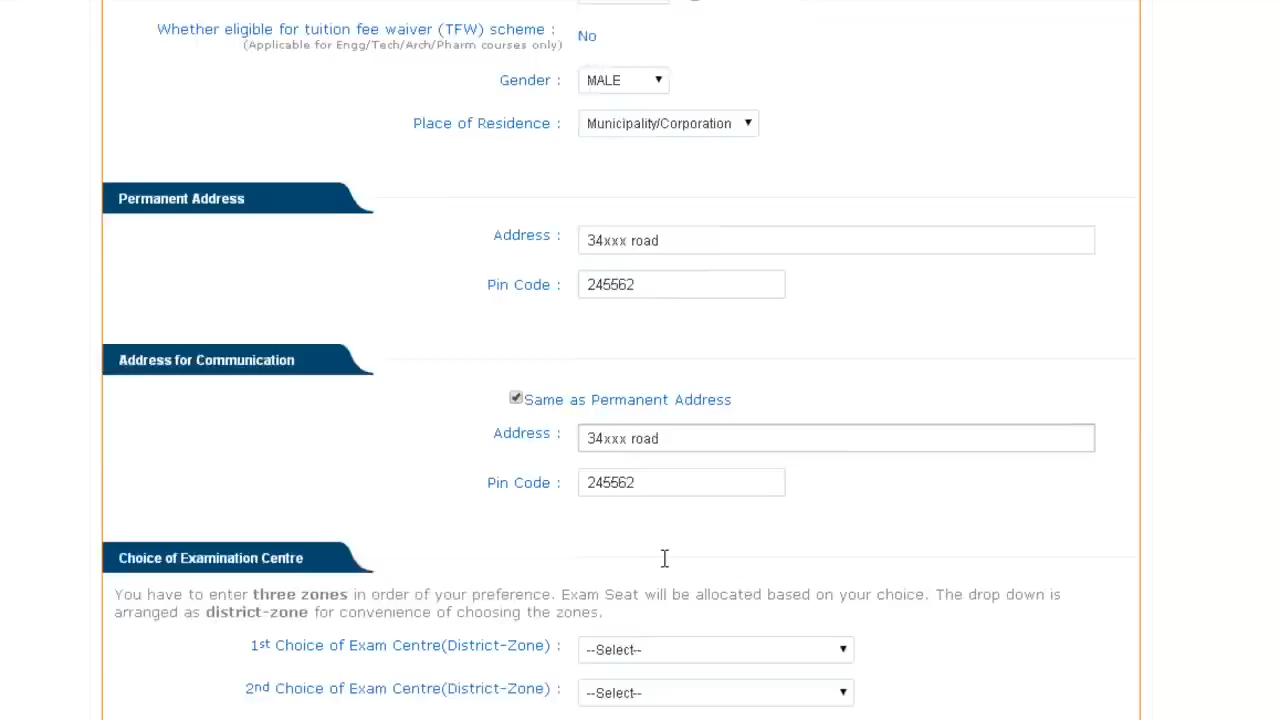 Whether eligible for tuition fee waiver (TFW) scheme :
(Applicable for Engg/Tech/Arch/Pharm courses only)
No
Gender :
MALE
Place of Residence :
Municipality/Corporation
Permanent Address
Address :
34xxx road
Pin Code :
245562
Address for Communication
Same as Permanent Address
Address :
34xxx road
Pin Code :
245562
Choice of Examination Centre
You have to enter three zones in order of your preference. Exam Seat will be allocated based on your choice. The drop down is
arranged as district-zone for convenience of choosing the zones.
1st Choice of Exam Centre(District-Zone) :
--Select--
2nd Choice of Exam Centre(District-Zone) :
--Select--